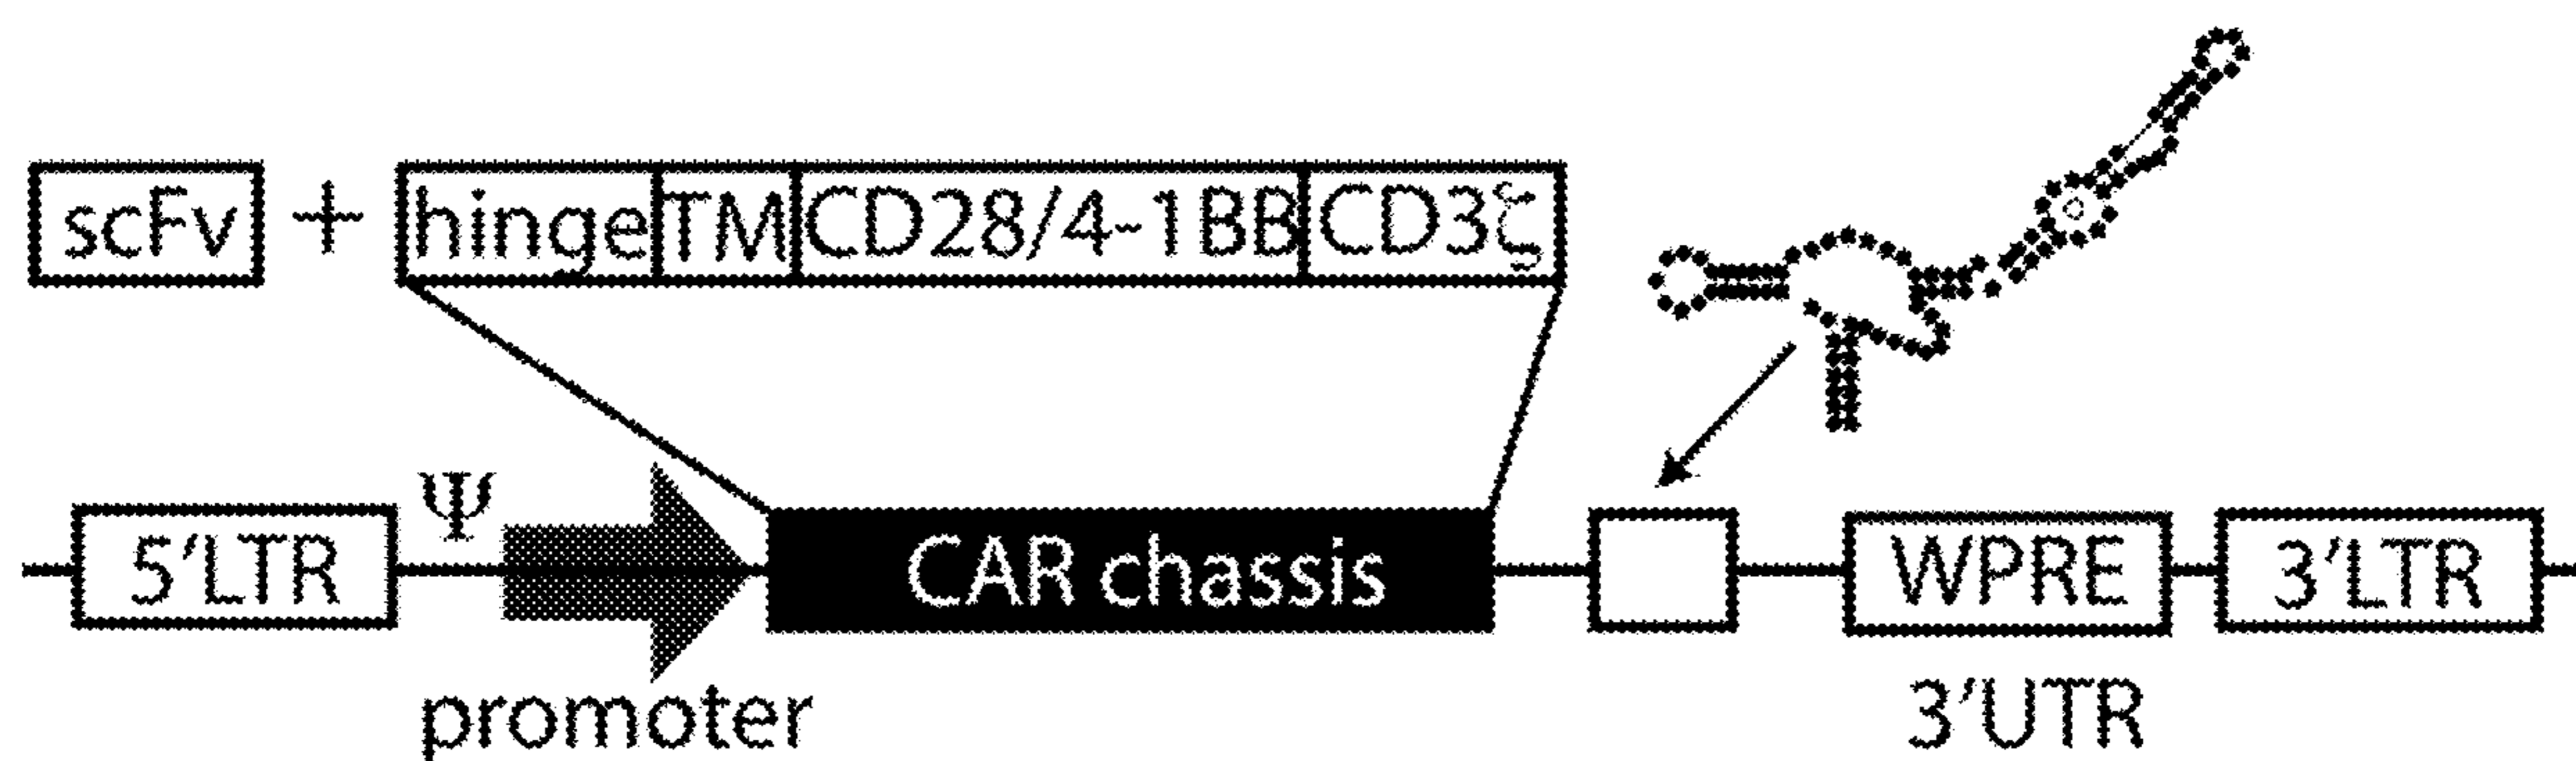 scFv + hinge TM CD28/4-1BB CD3ζ
Ψ
5'LTR CAR chassis WPRE 3'LTR
promoter 3'UTR